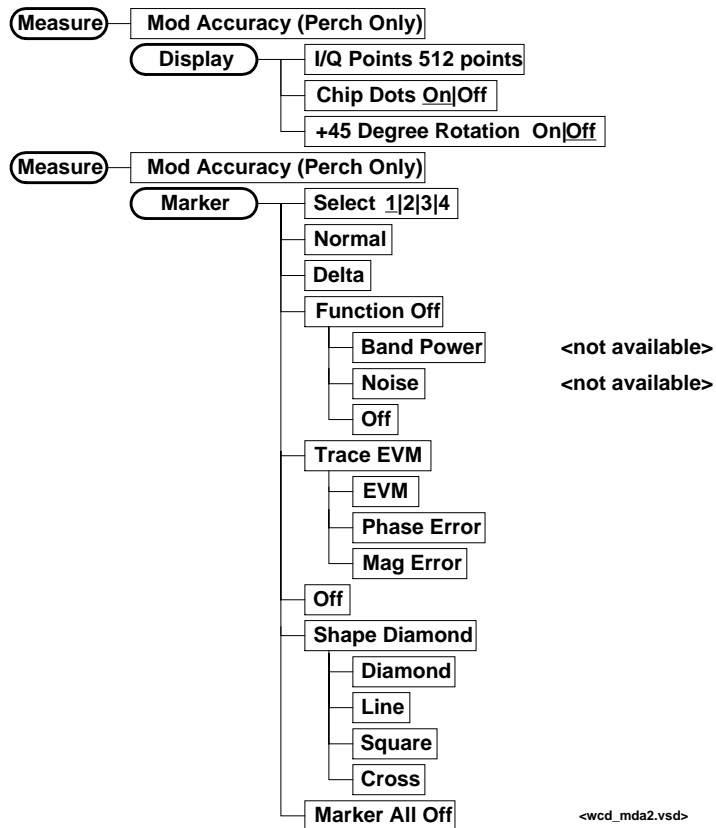 Measure Mod Accuracy (Perch Only)
Display I/Q Points 512 points
Chip Dots On|Off
+45 Degree Rotation On|Off
Measure Mod Accuracy (Perch Only)
Marker Select 1|2|3|4
Normal
Delta
Function Off
Band Power <not available>
Noise <not available>
Off
Trace EVM
EVM
Phase Error
Mag Error
Off
Shape Diamond
Diamond
Line
Square
Cross
Marker All Off <wcd_mda2.vsd>